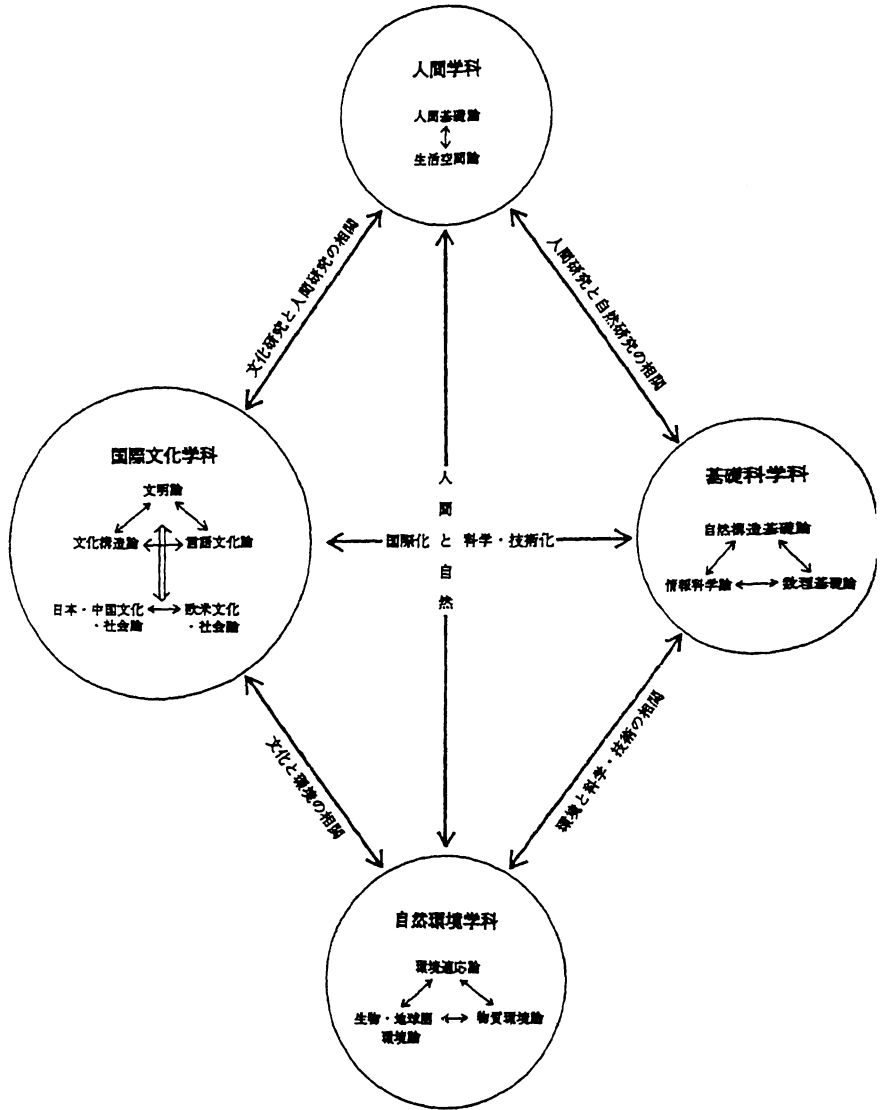 人間学科
人間基礎論
生活空間論
文化研究と人間研究の相関
人間研究と自然研究の相関
国際文化学科
文明論
文化構造論
言語文化論
日本・中国文化
・社会論
欧米文化
・社会論
人間と自然
国際化
科学・技術化
基礎科学科
自然構造基礎論
情報科学論
数理基礎論
文化と環境の相関
環境と科学・技術の相関
自然環境学科
環境適応論
生物・地球圏
環境論
物質環境論